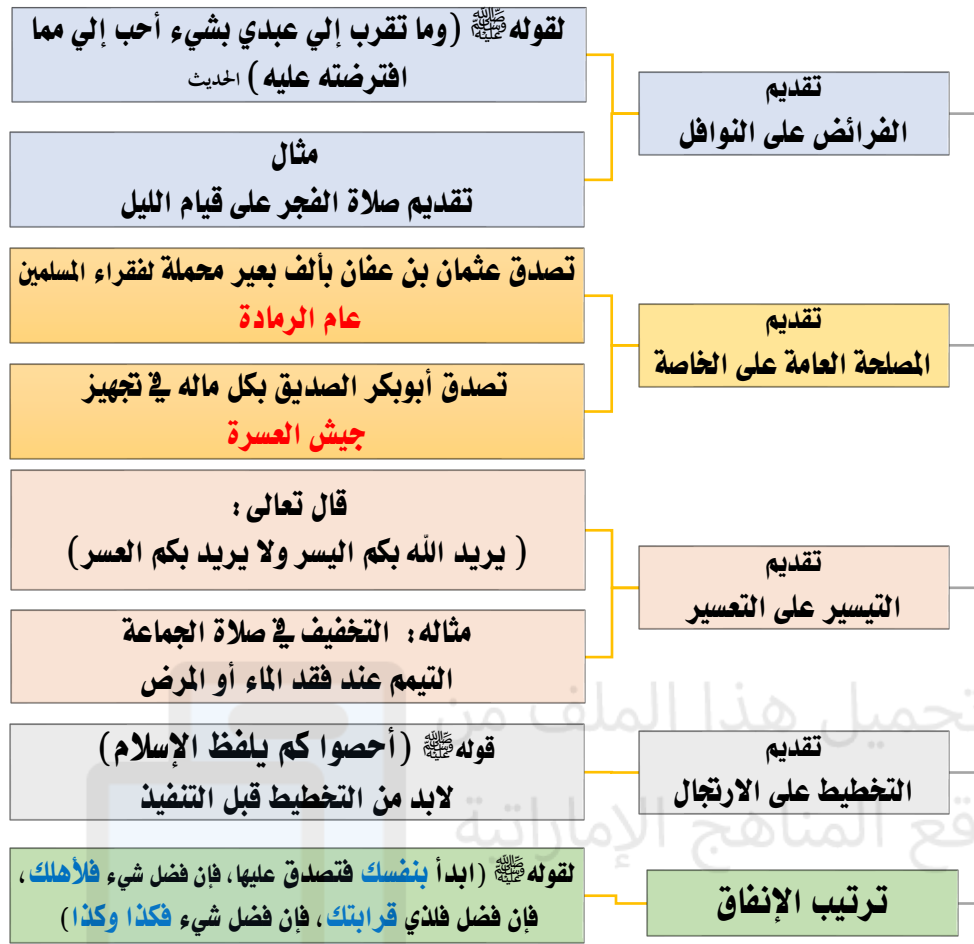 تقديم
الفرائض على النوافل
لقوله ﷺ (وما تقرب إلي عبدي بشيء أحب إلي مما
افترضته عليه) الحديث
مثال
تقديم صلاة الفجر على قيام الليل
تقديم
المصلحة العامة على الخاصة
تصدق عثمان بن عفان بألف بعير محملة لفقراء المسلمين
عام الرمادة
تصدق أبوبكر الصديق بكل ماله في تجهيز
جيش العسرة
تقديم
التيسير على التعسير
قال تعالى :
( يريد الله بكم اليسر ولا يريد بكم العسر)
مثاله : التخفيف في صلاة الجماعة
التيمم عند فقد الماء أو المرض
تقديم
التخطيط على الارتجال
قوله ﷺ (أحصوا كم يلفظ الإسلام)
لابد من التخطيط قبل التنفيذ
ترتيب الإنفاق
لقوله ﷺ (ابدأ بنفسك فتصدق عليها، فإن فضل شيء فلأهلك،
فإن فضل فلذي قرابتك، فإن فضل شيء فكذا وكذا)
تحميل هذا الملف من
المناهج الإماراتية